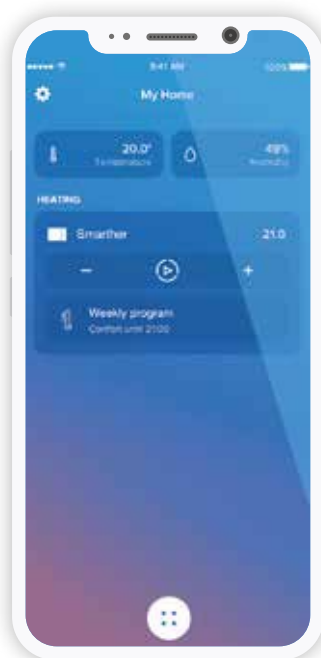 9:41 AM
100%
My Home
20.0°
Temperature
49%
Humidity
HEATING
Smarther
21.0
Weekly program
Comfort until 21:00